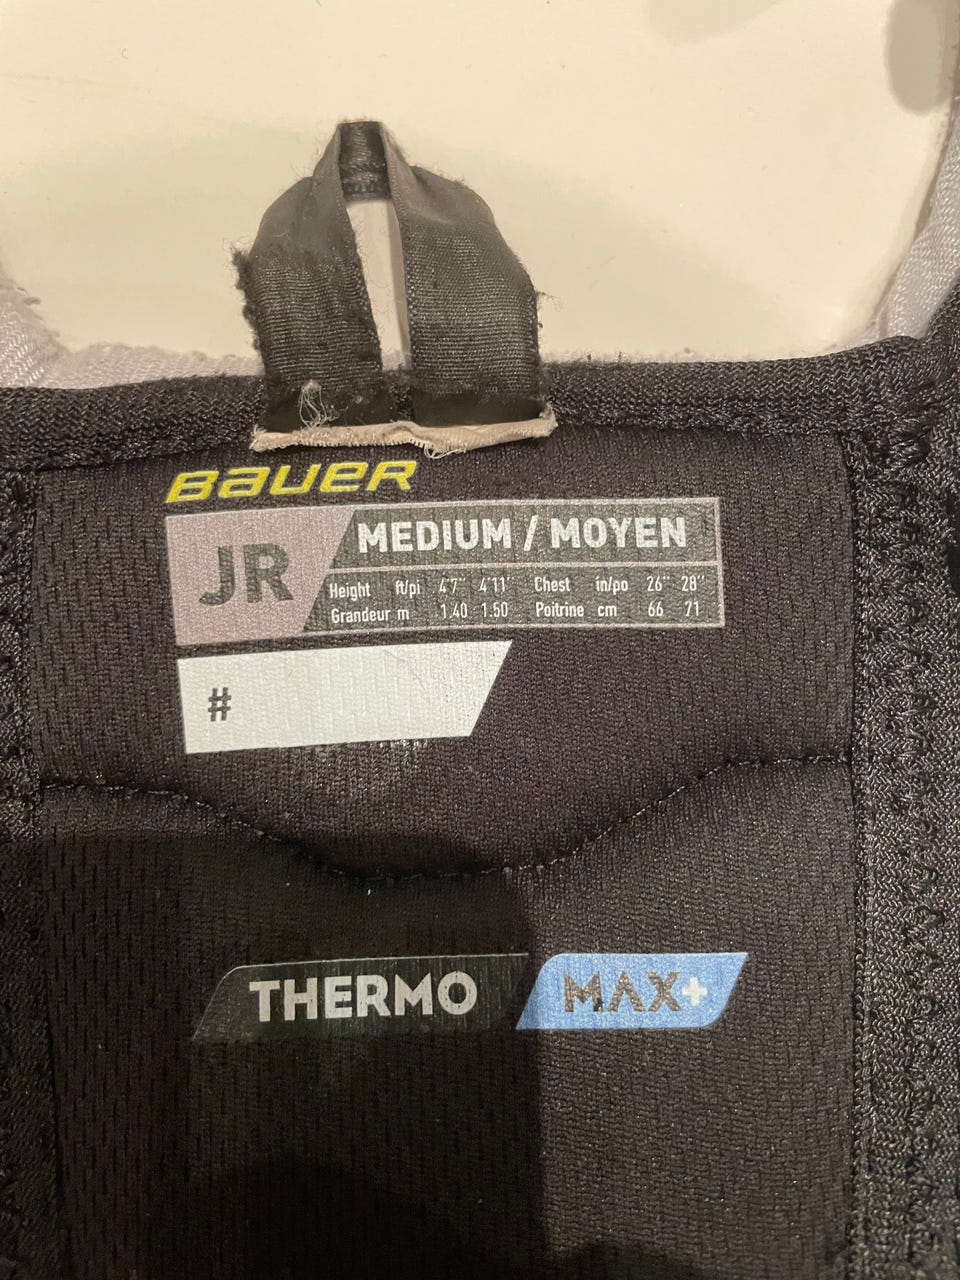 BAUER
JR
MEDIUM / MOYEN
Height ft/pi 4'7" 4'11' Chest in/po 26" 28"
Grandeur m 1.40 1.50 Poitrine cm 66 71
#
THERMO MAX+